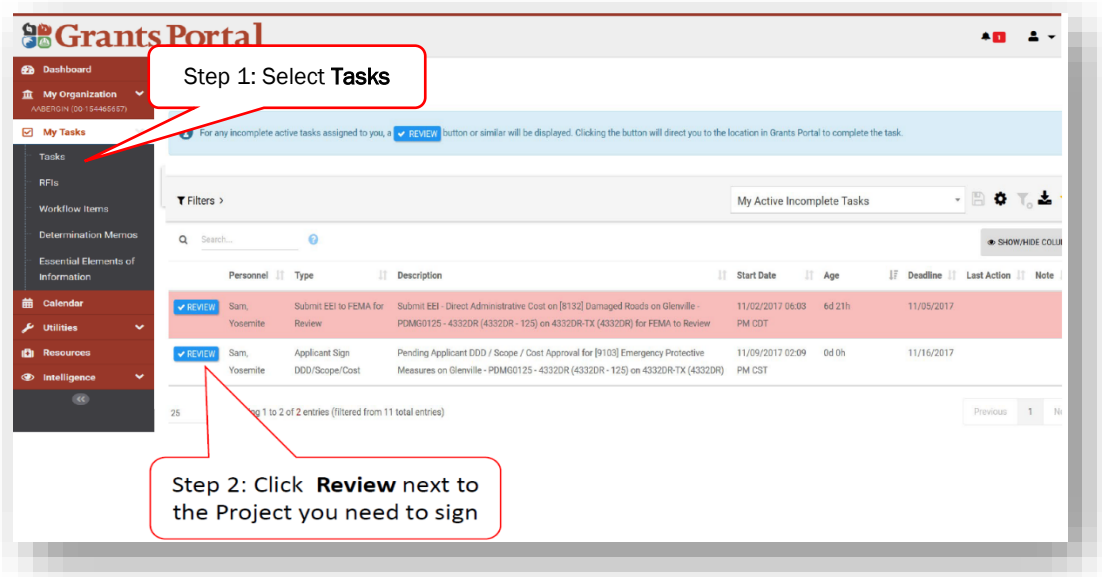 Grants Portal
1
Dashboard
My Organization
AABERGIN (00-154465657)
My Tasks
Tasks
RFIs
Workflow Items
Determination Memos
Essential Elements of
Information
Calendar
Utilities
Resources
Intelligence
<<
Step 1: Select Tasks
For any incomplete active tasks assigned to you, a REVIEW button or similar will be displayed. Clicking the button will direct you to the location in Grants Portal to complete the task.
Filters >
My Active Incomplete Tasks
Search...
SHOW/HIDE COLU
Personnel Type Description Start Date Age Deadline Last Action Note
REVIEW Sam, Submit EEI to FEMA for Submit EEI - Direct Administrative Cost on [8132] Damaged Roads on Glenville - 11/02/2017 06:03 6d 21h 11/05/2017
Yosemite Review PDMG0125 - 4332DR (4332DR - 125) on 4332DR-TX (4332DR) for FEMA to Review PM CDT
REVIEW Sam, Applicant Sign Pending Applicant DDD / Scope / Cost Approval for [9103] Emergency Protective 11/09/2017 02:09 0d 0h 11/16/2017
Yosemite DDD/Scope/Cost Measures on Glenville - PDMG0125 - 4332DR (4332DR - 125) on 4332DR-TX (4332DR) PM CST
25 1 to 2 of 2 entries (filtered from 11 total entries) Previous 1
Step 2: Click Review next to
the Project you need to sign